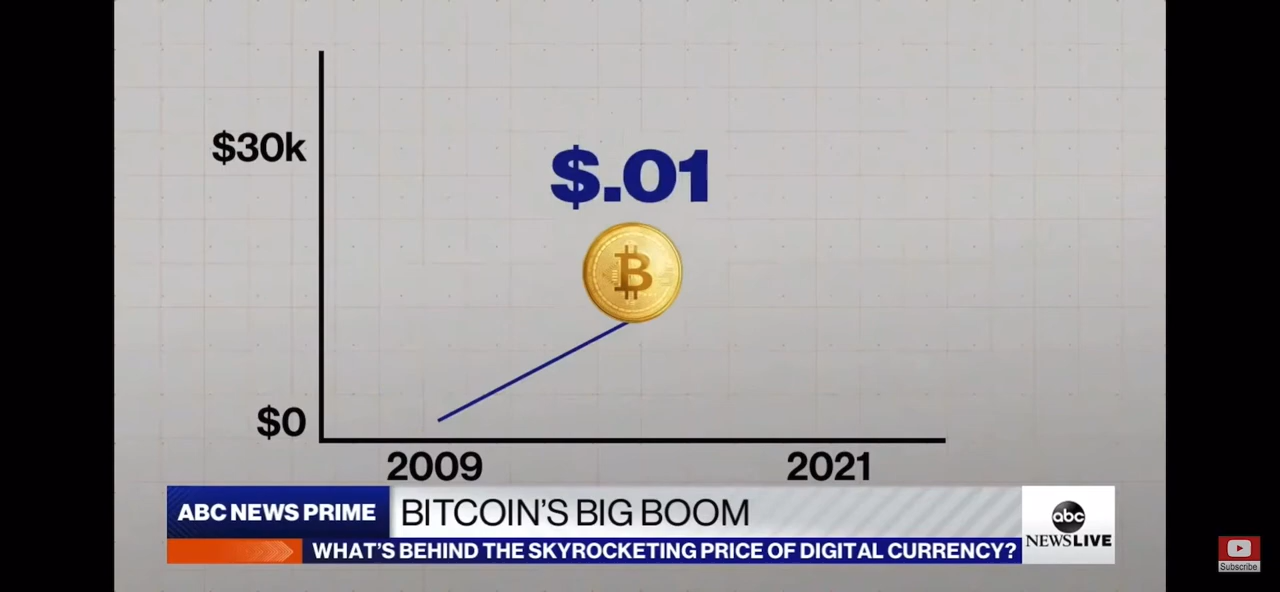 $30k
$.01
₿
$0
2009
2021
ABC NEWS PRIME
BITCOIN'S BIG BOOM
WHAT'S BEHIND THE SKYROCKETING PRICE OF DIGITAL CURRENCY?
abc
NEWSLIVE
Subscribe